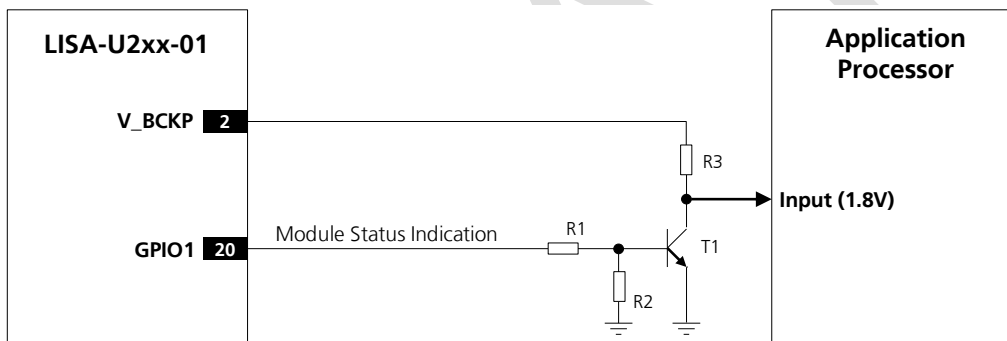 LISA-U2xx-01
Application
Processor
V_BCKP 2
R3
Input (1.8V)
GPIO1 20
Module Status Indication
R1
T1
R2